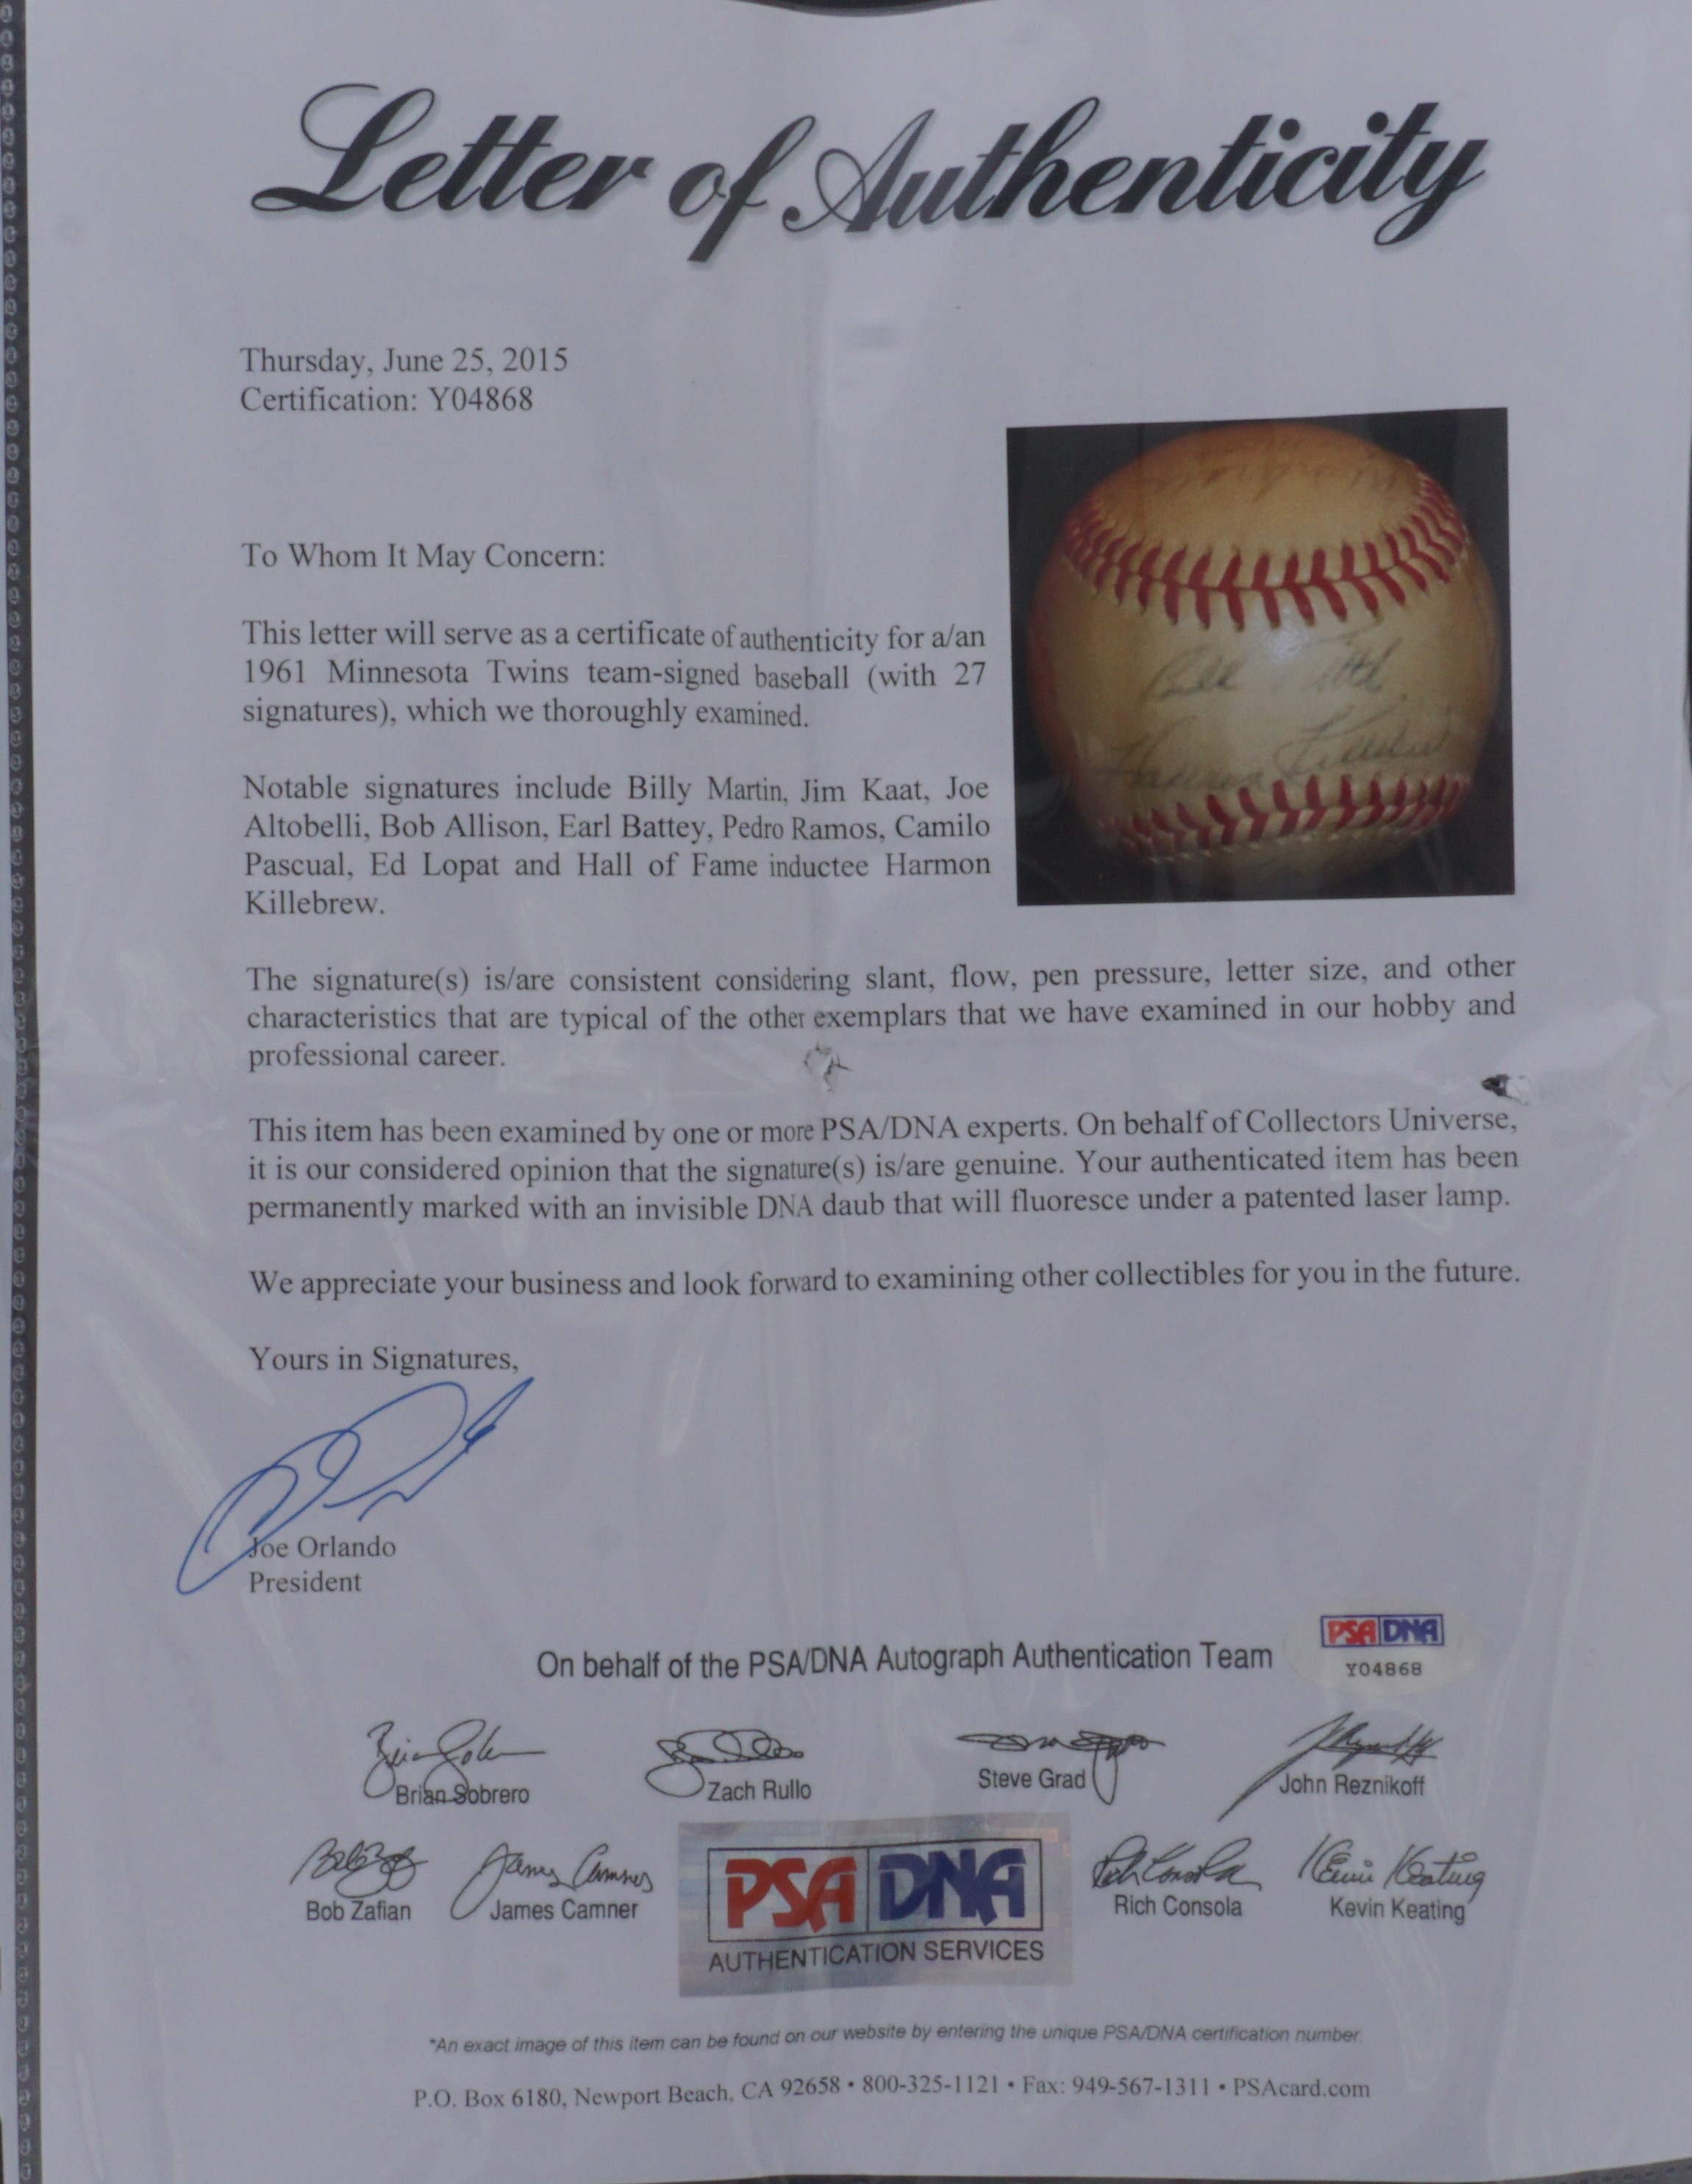 Letter of Authenticity
Thursday, June 25, 2015
Certification: Y04868
To Whom It May Concern:
This letter will serve as a certificate of authenticity for a/an
1961 Minnesota Twins team-signed baseball (with 27
signatures), which we thoroughly examined.
Notable signatures include Billy Martin, Jim Kaat, Joe
Altobelli, Bob Allison, Earl Battey, Pedro Ramos, Camilo
Pascual, Ed Lopat and Hall of Fame inductee Harmon
Killebrew.
Harmon Killebrew
The signature(s) is/are consistent considering slant, flow, pen pressure, letter size, and other
characteristics that are typical of the other exemplars that we have examined in our hobby and
professional career.
This item has been examined by one or more PSA/DNA experts. On behalf of Collectors Universe,
it is our considered opinion that the signature(s) is/are genuine. Your authenticated item has been
permanently marked with an invisible DNA daub that will fluoresce under a patented laser lamp.
We appreciate your business and look forward to examining other collectibles for you in the future.
Yours in Signatures,
Joe Orlando
President
On behalf of the PSA/DNA Autograph Authentication Team
PSA DNA
Y04868
Brian Sobrero
Zach Rullo
Steve Grad
John Reznikoff
Bob Zafian
James Camner
James Camner
PSA DNA
AUTHENTICATION SERVICES
Rich Consola
Rich Consola
Kevin Keating
Kevin Keating
*An exact image of this item can be found on our website by entering the unique PSA/DNA certification number.
P.O. Box 6180, Newport Beach, CA 92658 • 800-325-1121 • Fax: 949-567-1311 • PSAcard.com